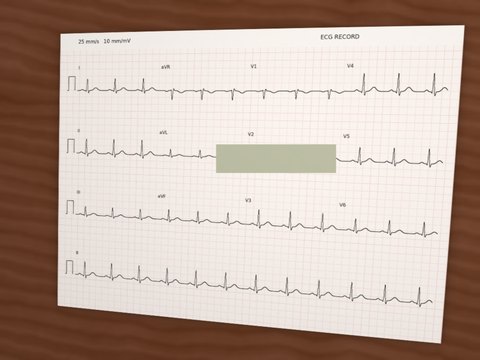 25 mm/s 10 mm/mV ECG RECORD
I aVR V1 V4
II aVL V2 V5
III aVF V3 V6
II